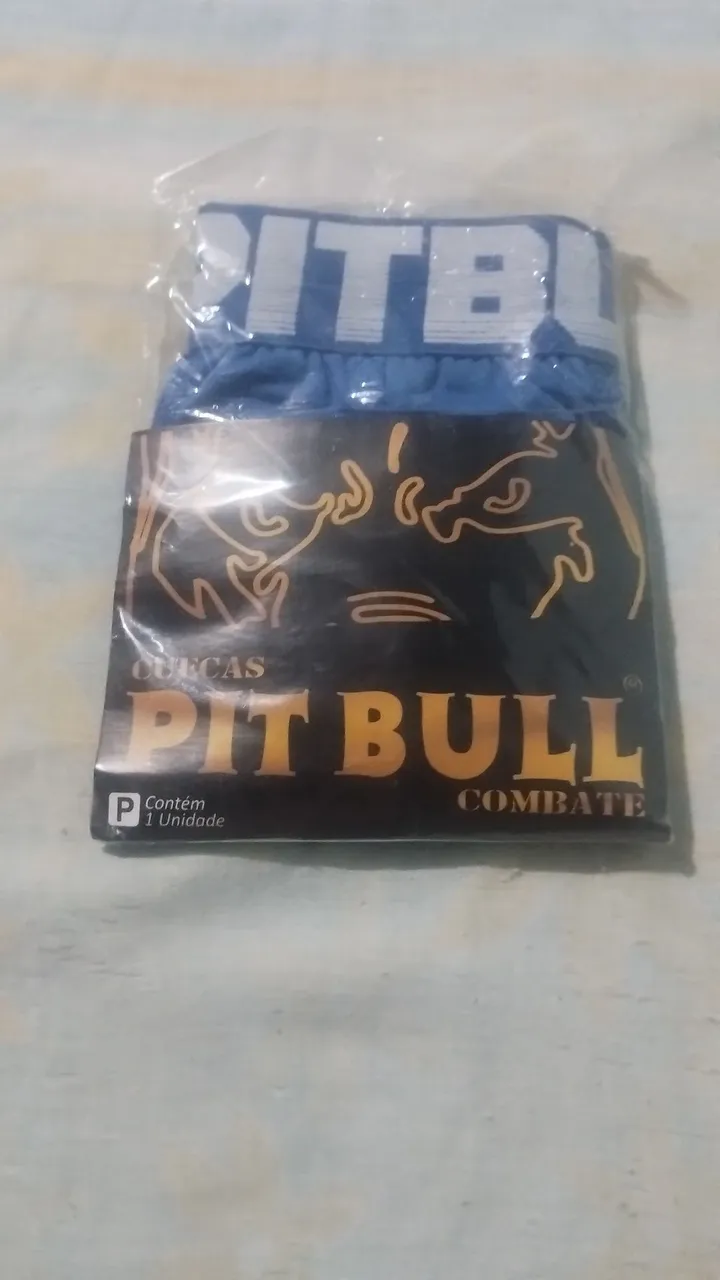 PITBU
CUECAS
PIT BULL®
COMBATE
P Contém
1 Unidade